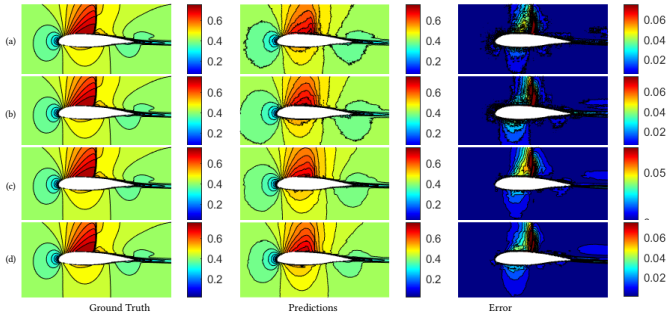 (a) 0.6 0.4 0.2 0.6 0.4 0.2 0.06 0.04 0.02
(b) 0.6 0.4 0.2 0.6 0.4 0.2 0.06 0.04 0.02
(c) 0.6 0.4 0.2 0.6 0.4 0.2 0.05
(d) 0.6 0.4 0.2 0.6 0.4 0.2 0.06 0.04 0.02
Ground Truth Predictions Error